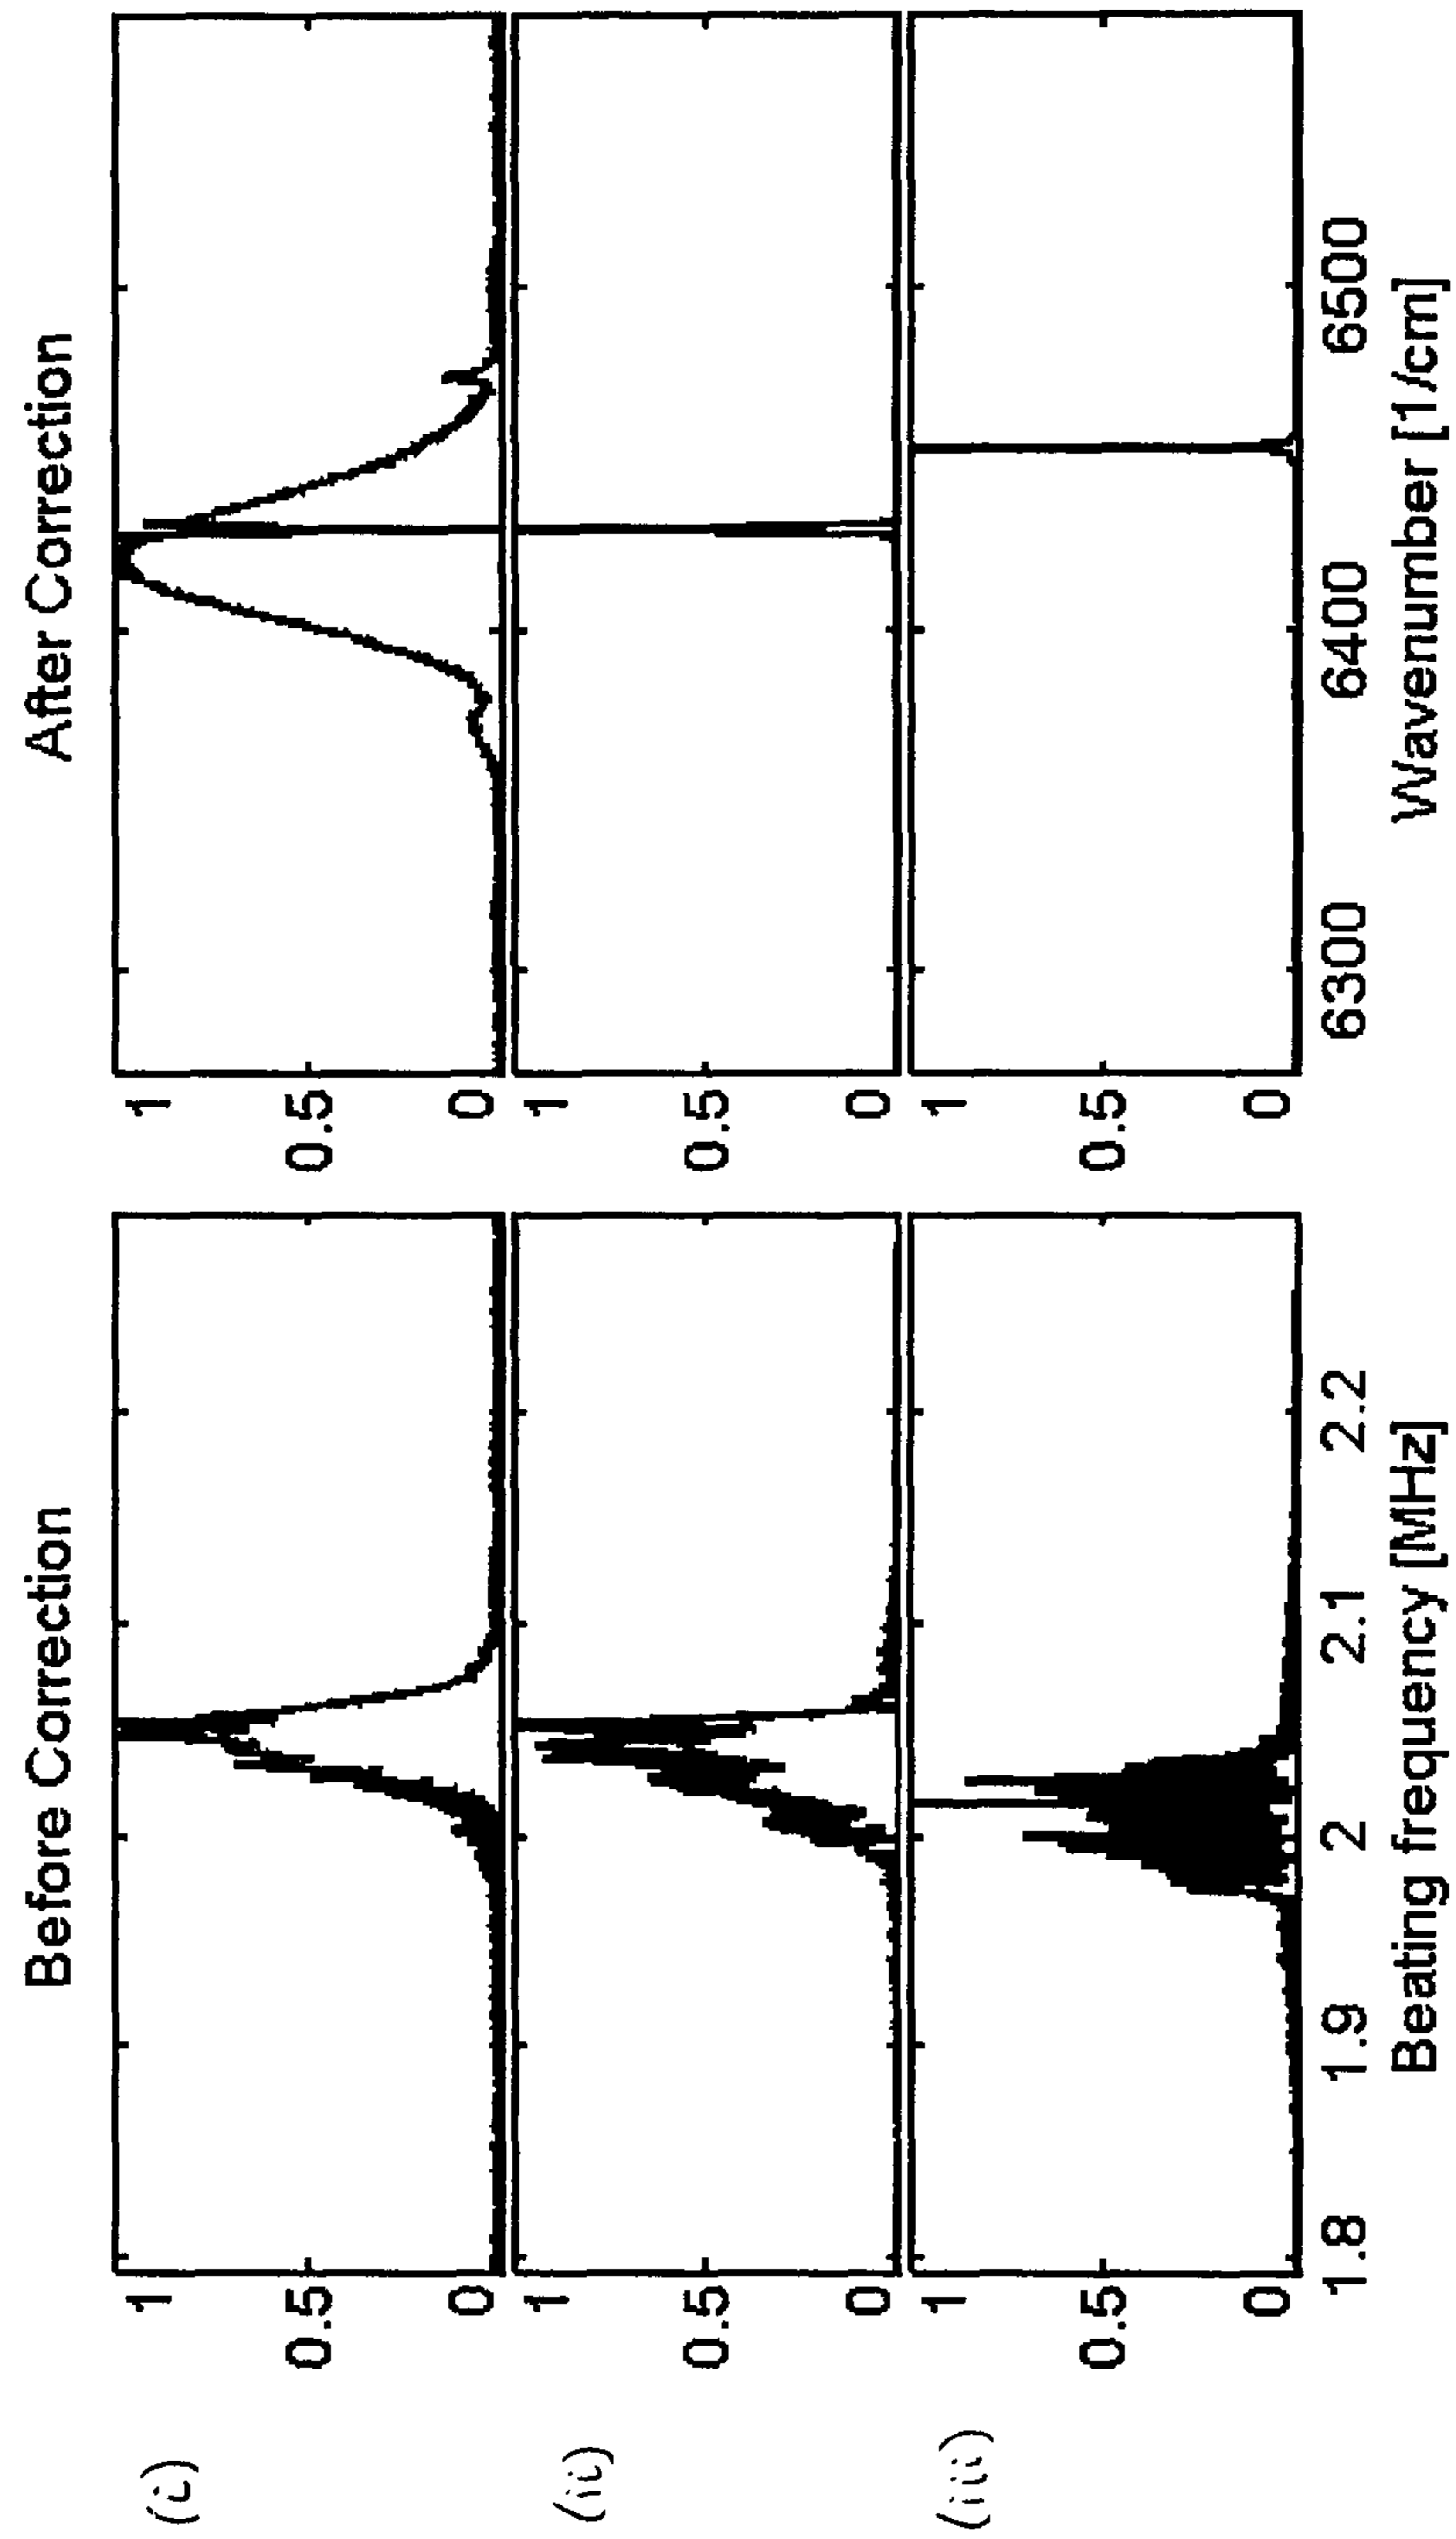 Before Correction
After Correction
(i)
1
0.5
0
1
0.5
0
(ii)
1
0.5
0
1
0.5
0
(iii)
1
0.5
0
1
0.5
0
1.8 1.9 2 2.1 2.2
6300 6400 6500
Beating frequency [MHz]
Wavenumber [1/cm]